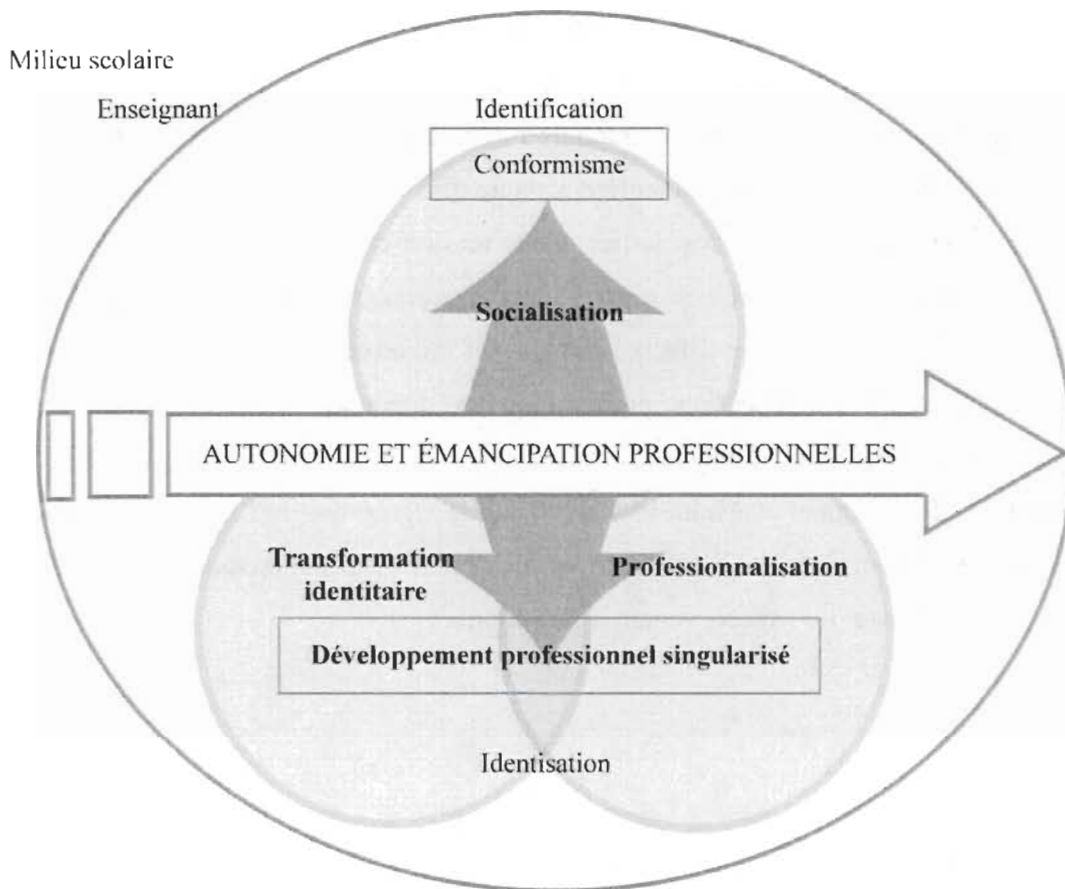 Milieu scolaire
Enseignant
Identification
Conformisme
Socialisation
AUTONOMIE ET ÉMANCIPATION PROFESSIONNELLES
Transformation
identitaire
Professionnalisation
Développement professionnel singularisé
Identisation